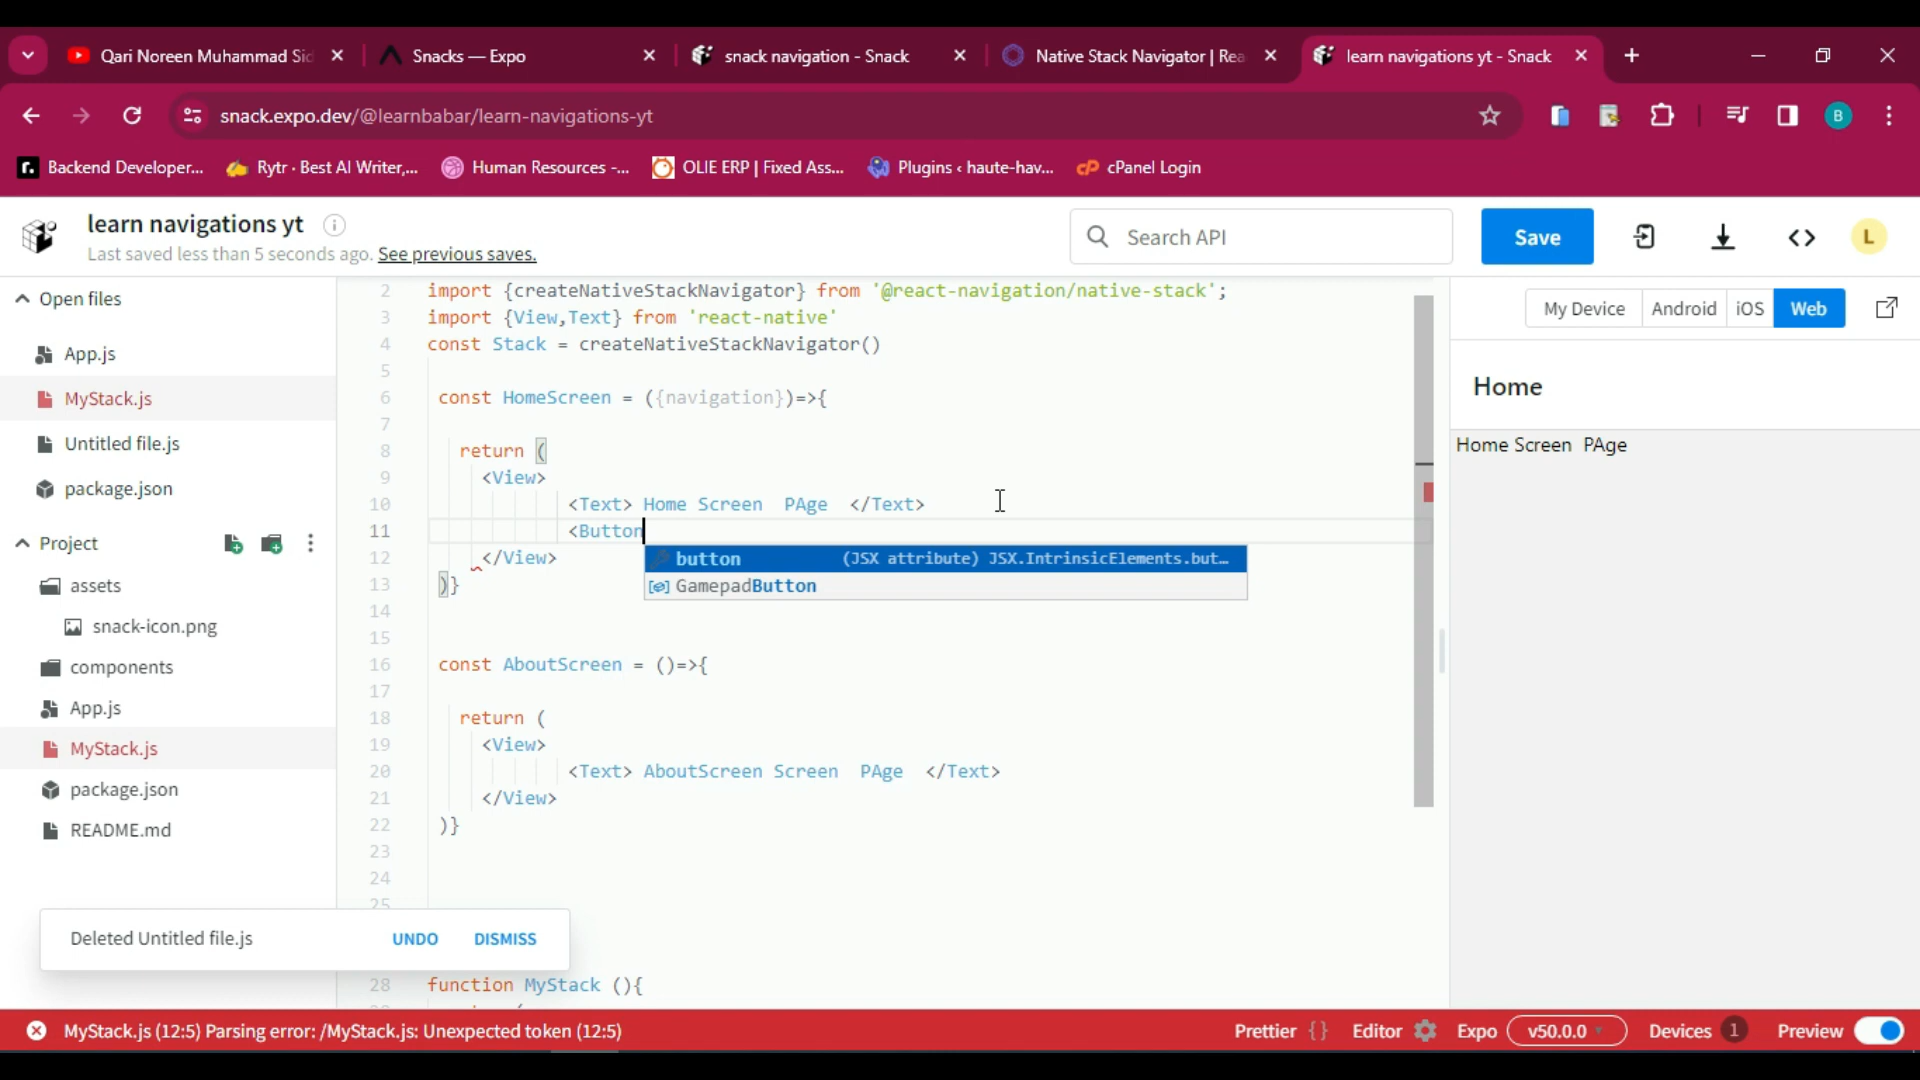 Qari Noreen Muhammad Sid
Snacks — Expo
snack navigation - Snack
Native Stack Navigator | Rea
learn navigations yt - Snack
snack.expo.dev/@learnbabar/learn-navigations-yt
B
Backend Developer...
Rytr · Best AI Writer,...
Human Resources -...
OLIE ERP | Fixed Ass...
Plugins ‹ haute-hav...
cPanel Login
learn navigations yt
Last saved less than 5 seconds ago. See previous saves.
Search API
Save
L
Open files
App.js
MyStack.js
Untitled file.js
package.json
Project
assets
snack-icon.png
components
App.js
MyStack.js
package.json
README.md
2 import {createNativeStackNavigator} from '@react-navigation/native-stack';
3 import {View,Text} from 'react-native'
4 const Stack = createNativeStackNavigator()
5
6 const HomeScreen = ({navigation})=>{
7
8 return (
9 <View>
10 <Text> Home Screen  PAge  </Text>
11 <Button
12 </View>
13 )}
14
15
16 const AboutScreen = ()=>{
17
18 return (
19 <View>
20 <Text> AboutScreen Screen  PAge  </Text>
21 </View>
22 )}
23
24
25
28 function MyStack (){
button (JSX attribute) JSX.IntrinsicElements.but...
GamepadButton
My Device
Android
iOS
Web
Home
Home Screen  PAge
Deleted Untitled file.js
UNDO
DISMISS
MyStack.js (12:5) Parsing error: /MyStack.js: Unexpected token (12:5)
Prettier { }
Editor
Expo v50.0.0
Devices 1
Preview